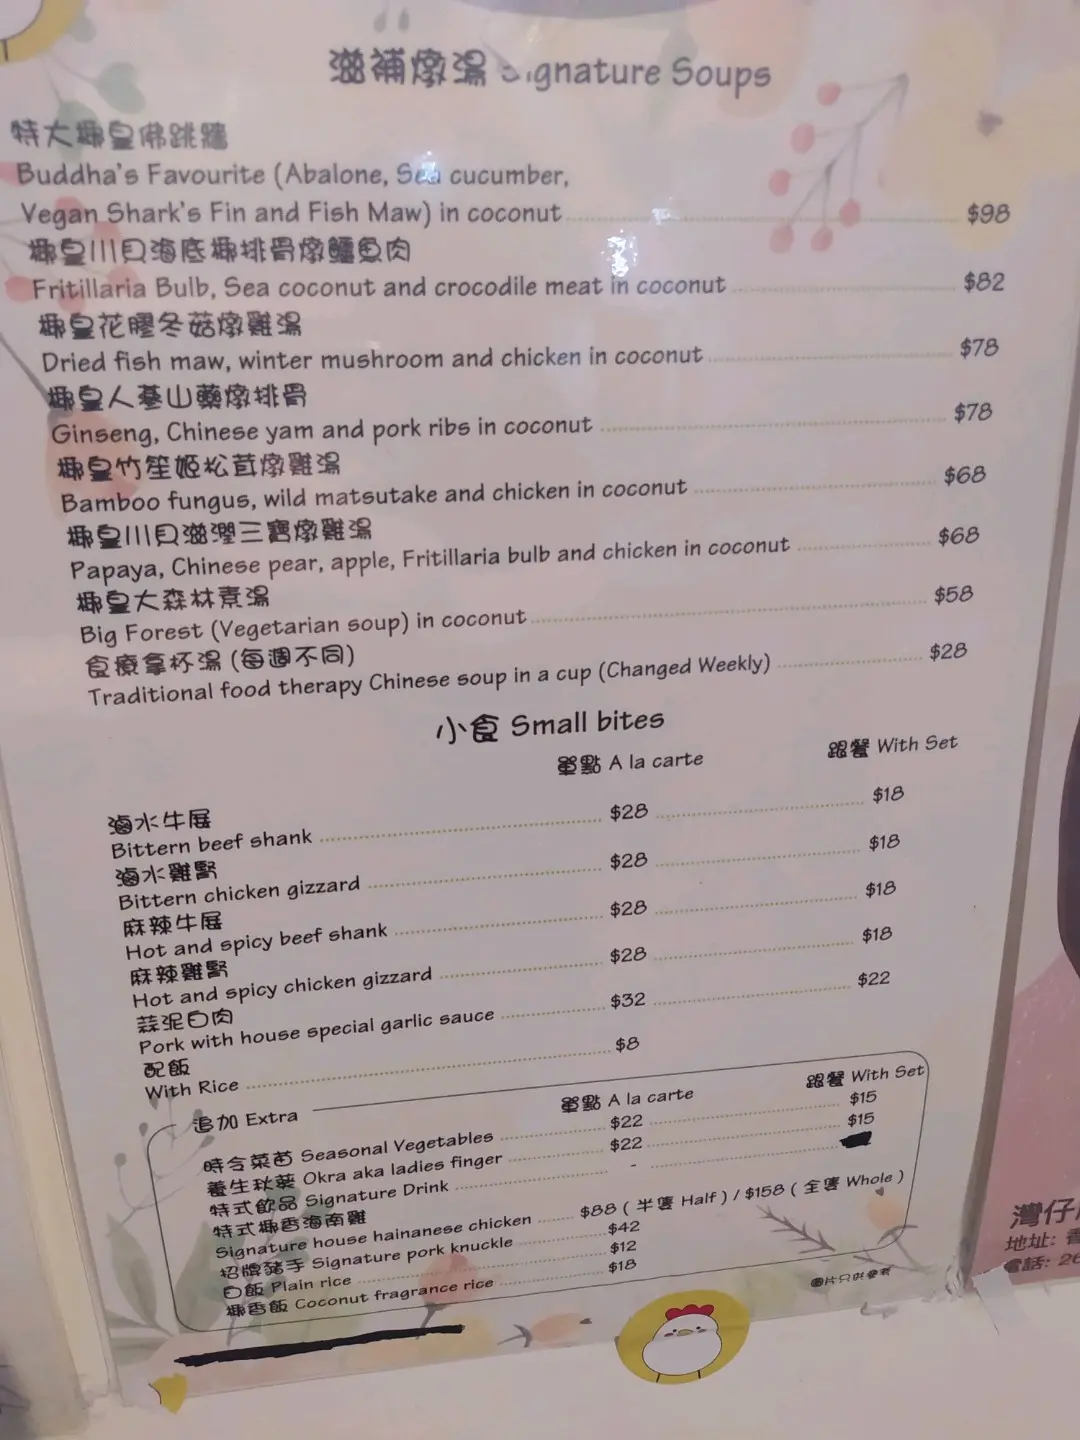 滋補燉湯 Signature Soups
特大椰皇佛跳牆
Buddha's Favourite (Abalone, Sea cucumber,
Vegan Shark's Fin and Fish Maw) in coconut $98
椰皇川貝海底椰排骨燉鱷魚肉
Fritillaria Bulb, Sea coconut and crocodile meat in coconut $82
椰皇花膠冬菇燉雞湯
Dried fish maw, winter mushroom and chicken in coconut $78
椰皇人蔘山藥燉排骨
Ginseng, Chinese yam and pork ribs in coconut $78
椰皇竹笙姬松茸燉雞湯
Bamboo fungus, wild matsutake and chicken in coconut $68
椰皇川貝滋潤三寶燉雞湯
Papaya, Chinese pear, apple, Fritillaria bulb and chicken in coconut $68
椰皇大森林素湯
Big Forest (Vegetarian soup) in coconut $58
食療拿杯湯 (每週不同)
Traditional food therapy Chinese soup in a cup (Changed Weekly) $28
小食 Small bites
單點 A la carte 跟餐 With Set
滷水牛展
Bittern beef shank $28 $18
滷水雞腎
Bittern chicken gizzard $28 $18
麻辣牛展
Hot and spicy beef shank $28 $18
麻辣雞腎
Hot and spicy chicken gizzard $28 $18
蒜泥白肉
Pork with house special garlic sauce $32 $22
配飯
With Rice $8
追加 Extra 單點 A la carte 跟餐 With Set
時令菜苗 Seasonal Vegetables $22 $15
養生秋葵 Okra aka ladies finger $22 $15
特式飲品 Signature Drink -
特式椰香海南雞
Signature house hainanese chicken $88 ( 半隻 Half ) / $158 ( 全隻 Whole )
招牌豬手 Signature pork knuckle $42
白飯 Plain rice $12
椰香飯 Coconut fragrance rice $18
圖片只供參考
灣仔
地址: 香
電話: 26